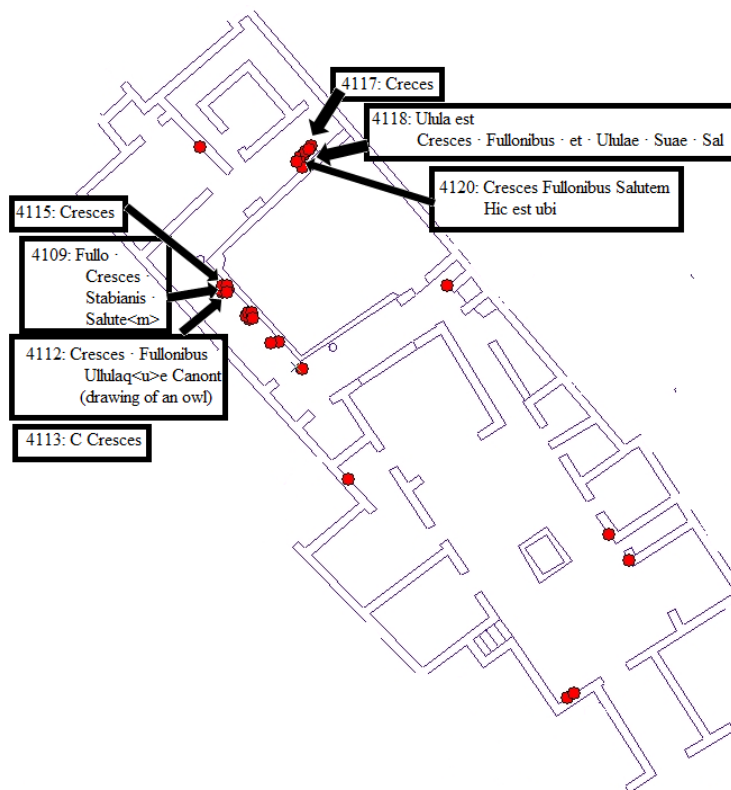 4117: Creces
4118: Ulula est
Cresces · Fullonibus · et · Ululae · Suae · Sal
4120: Cresces Fullonibus Salutem
Hic est ubi
4115: Cresces
4109: Fullo ·
Cresces ·
Stabianis ·
Salute<m>
4112: Cresces · Fullonibus
Ullulaq<u>e Canont
(drawing of an owl)
4113: C Cresces